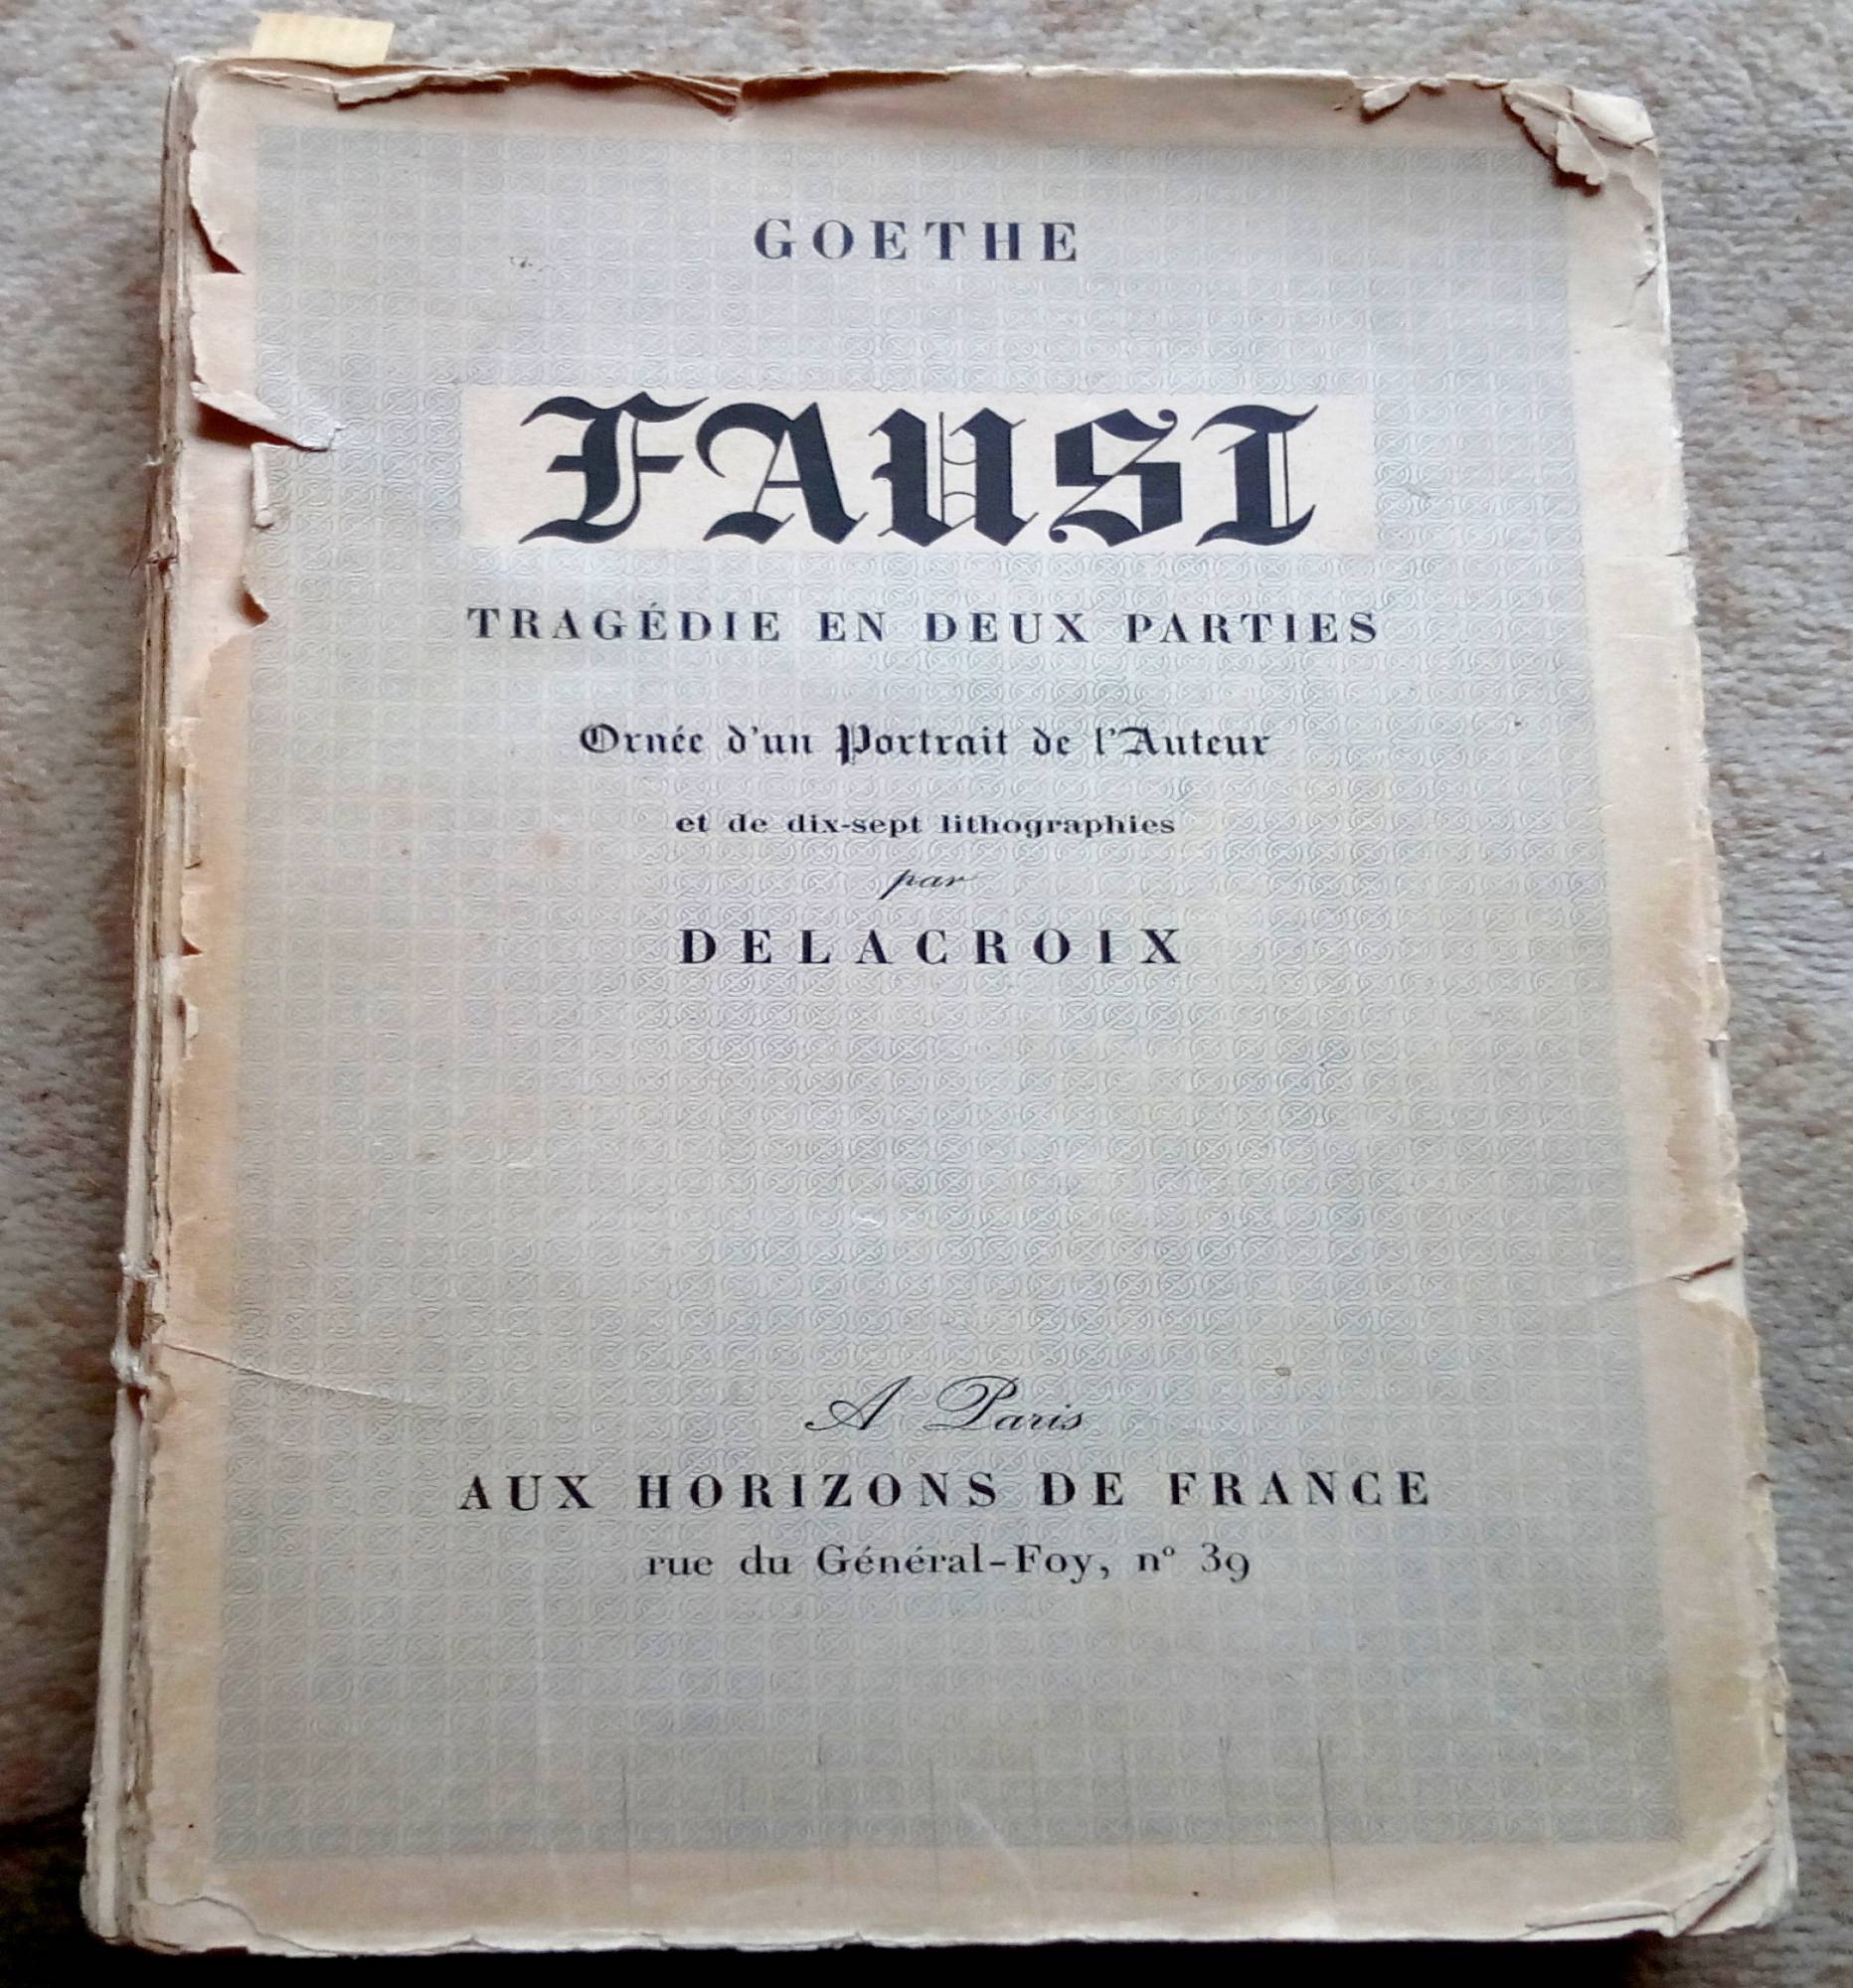 GOETHE
FAUST
TRAGÉDIE EN DEUX PARTIES
Ornée d'un Portrait de l'Auteur
et de dix-sept lithographies
par
DELACROIX
A Paris
AUX HORIZONS DE FRANCE
rue du Général-Foy, nº 39